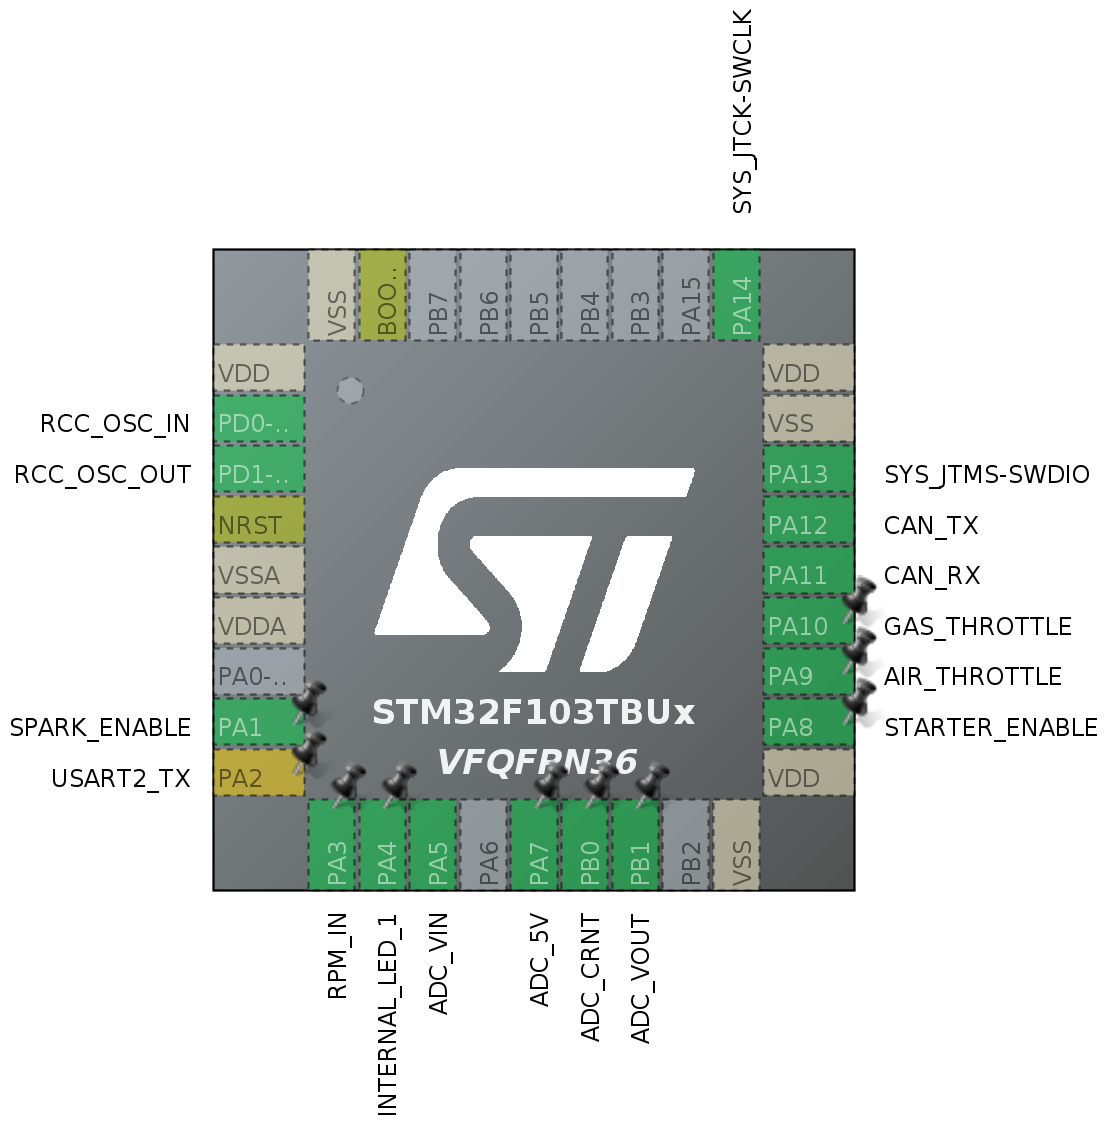 SYS_JTCK-SWCLK
VSS
BOO..
PB7
PB6
PB5
PB4
PB3
PA15
PA14
VDD
RCC_OSC_IN PD0-..
RCC_OSC_OUT PD1-..
NRST
VSSA
VDDA
PA0-..
SPARK_ENABLE PA1
USART2_TX PA2
ST
STM32F103TBUx
VFQFPN36
VDD
VSS
PA13 SYS_JTMS-SWDIO
PA12 CAN_TX
PA11 CAN_RX
PA10 GAS_THROTTLE
PA9 AIR_THROTTLE
PA8 STARTER_ENABLE
VDD
PA3
PA4
PA5
PA6
PA7
PB0
PB1
PB2
VSS
RPM_IN
INTERNAL_LED_1
ADC_VIN
ADC_5V
ADC_CRNT
ADC_VOUT